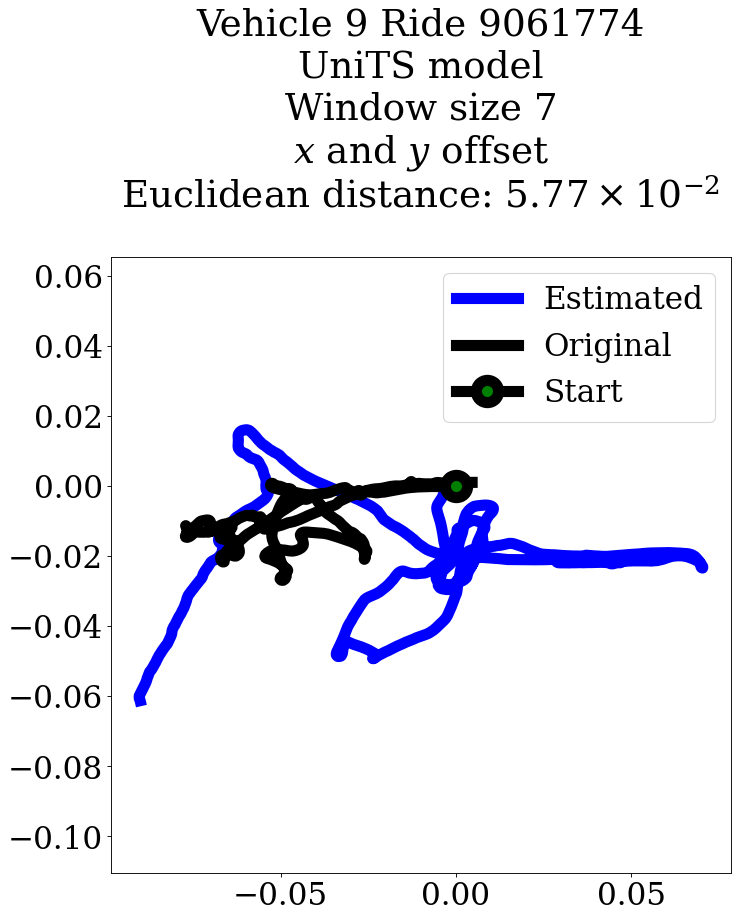 Vehicle 9 Ride 9061774
UniTS model
Window size 7
x and y offset
Euclidean distance: 5.77 × 10⁻²
Estimated
Original
Start
0.06
0.04
0.02
0.00
−0.02
−0.04
−0.06
−0.08
−0.10
−0.05 0.00 0.05